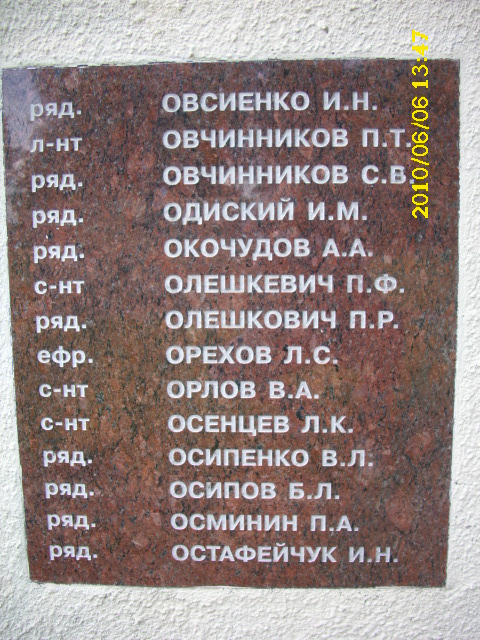 ряд. ОВСИЕНКО И.Н.
л-нт ОВЧИННИКОВ П.Т.
ряд. ОВЧИННИКОВ С.В.
ряд. ОДИСКИЙ И.М.
ряд. ОКОЧУДОВ А.А.
с-нт ОЛЕШКЕВИЧ П.Ф.
ряд. ОЛЕШКОВИЧ П.Р.
ефр. ОРЕХОВ Л.С.
с-нт ОРЛОВ В.А.
с-нт ОСЕНЦЕВ Л.К.
ряд. ОСИПЕНКО В.Л.
ряд. ОСИПОВ Б.Л.
ряд. ОСМИНИН П.А.
ряд. ОСТАФЕЙЧУК И.Н.
2010/06/06 13:47